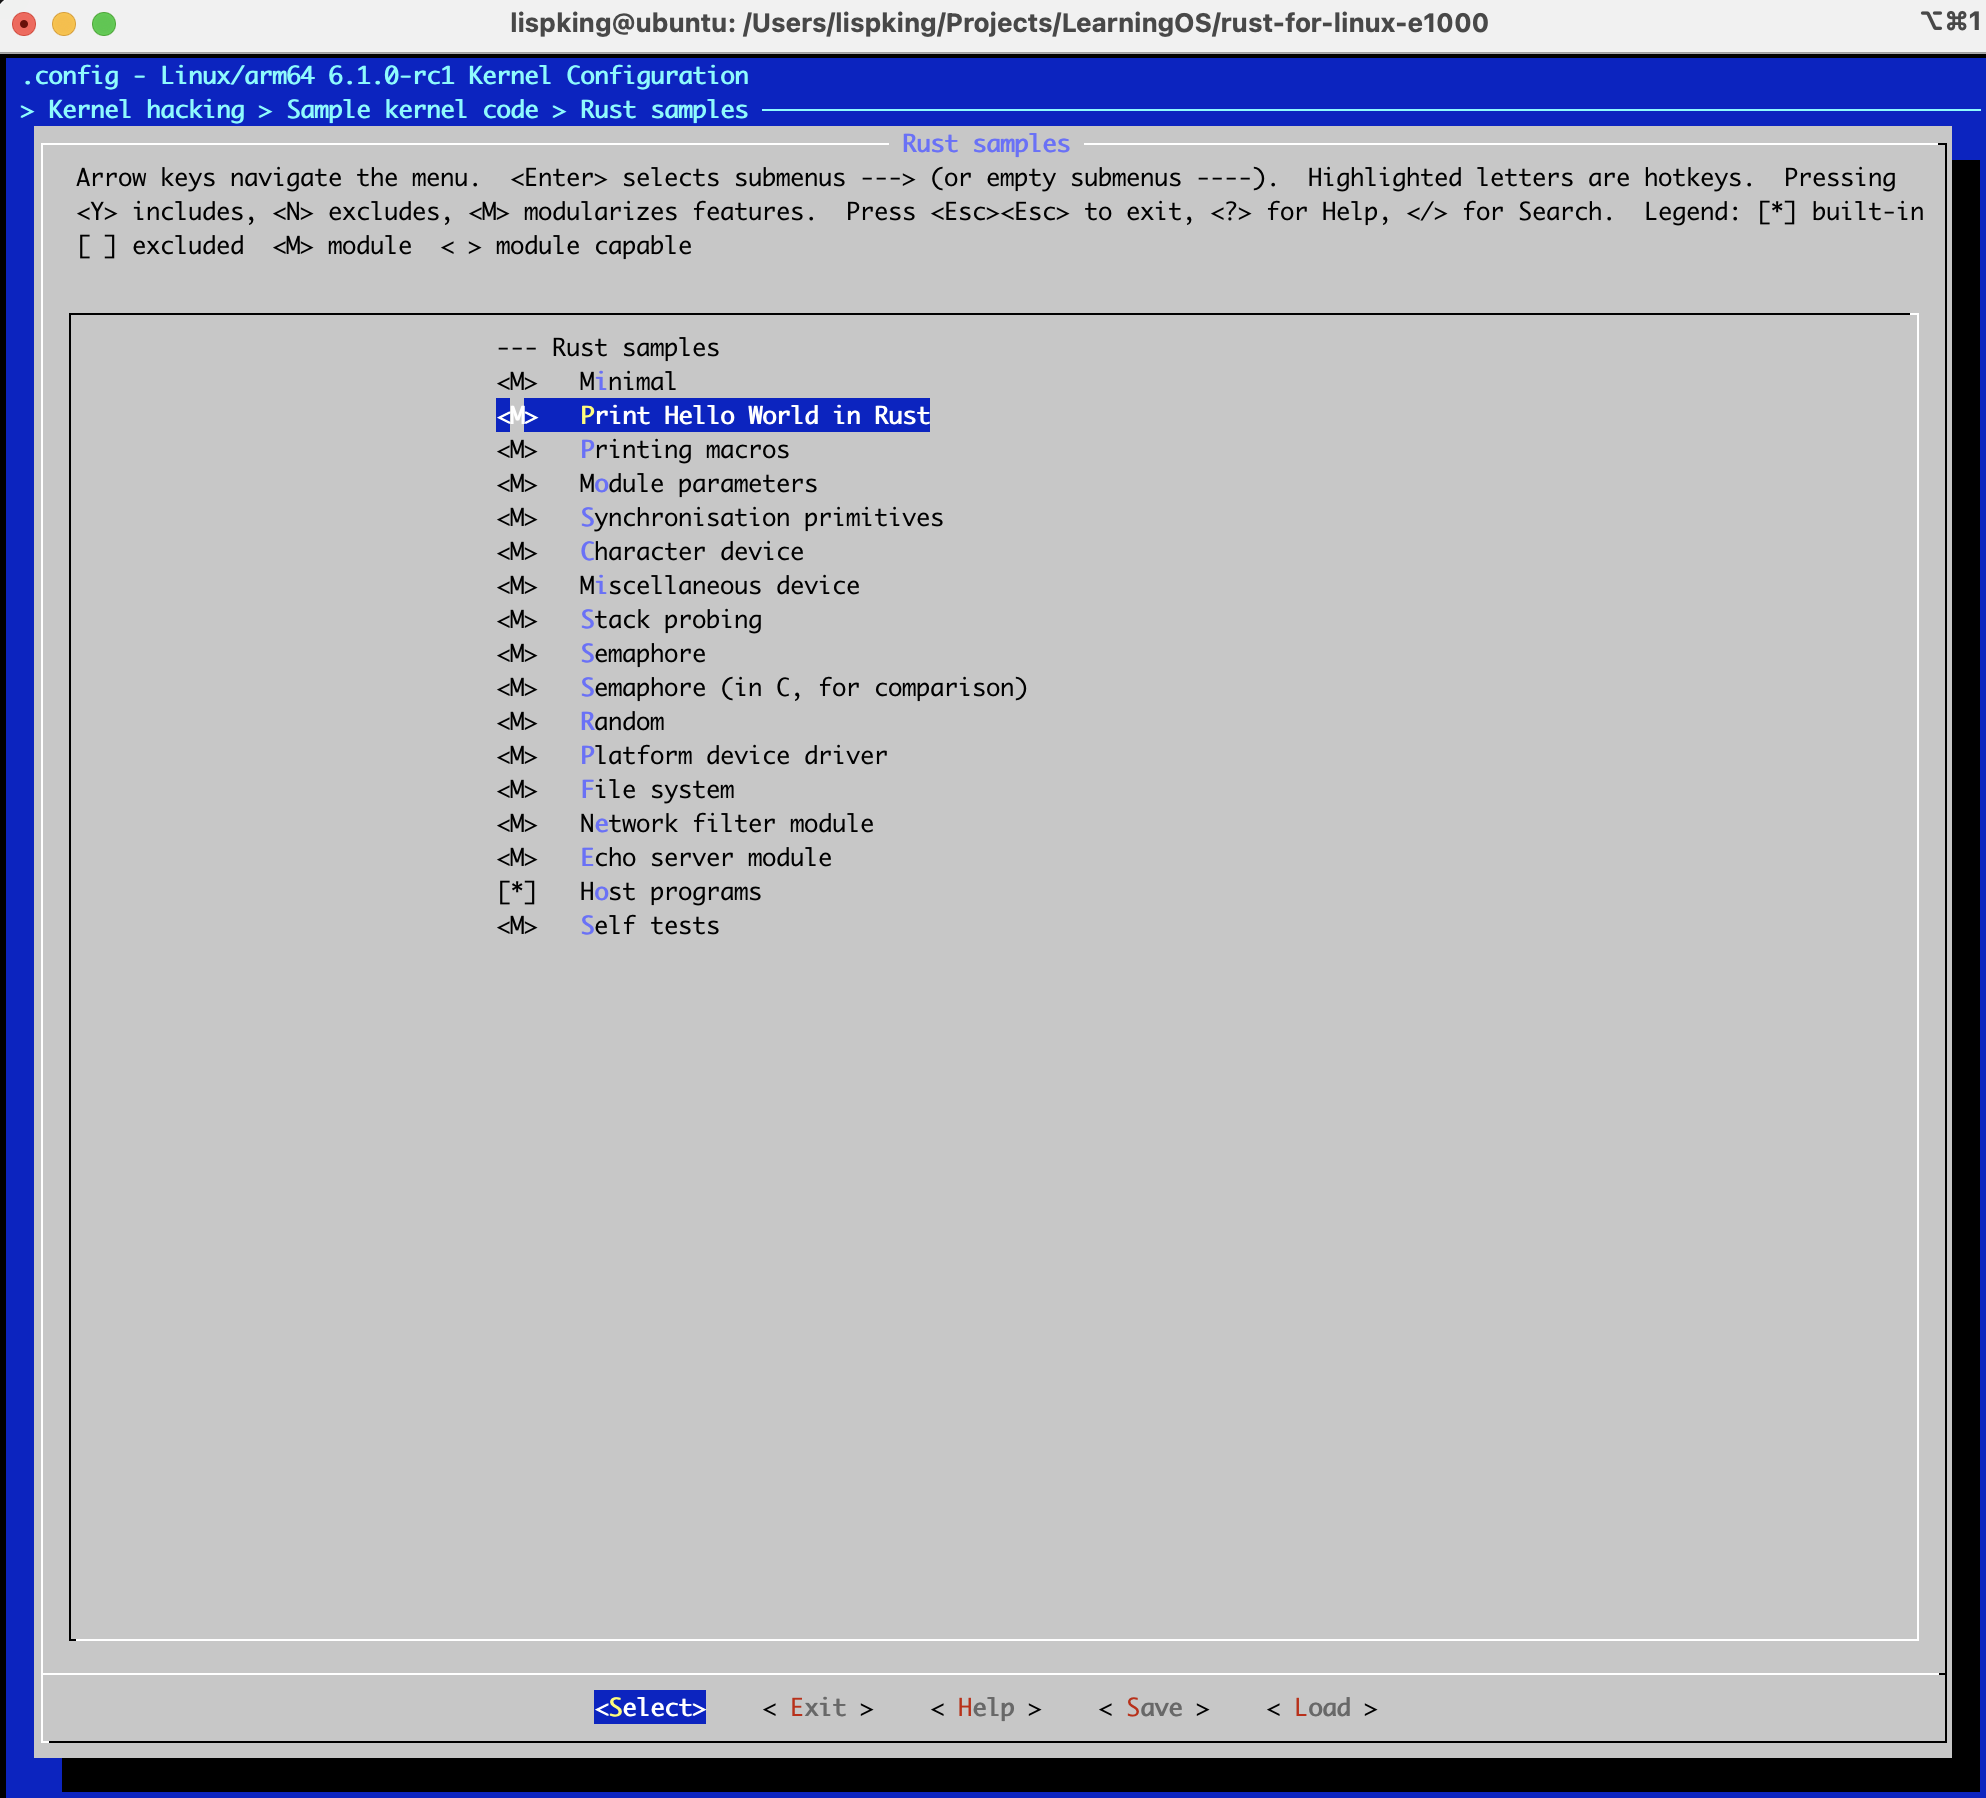 lispking@ubuntu: /Users/lispking/Projects/LearningOS/rust-for-linux-e1000
⌥⌘1
.config - Linux/arm64 6.1.0-rc1 Kernel Configuration
> Kernel hacking > Sample kernel code > Rust samples
Rust samples
Arrow keys navigate the menu.  <Enter> selects submenus ---> (or empty submenus ----).  Highlighted letters are hotkeys.  Pressing
<Y> includes, <N> excludes, <M> modularizes features.  Press <Esc><Esc> to exit, <?> for Help, </> for Search.  Legend: [*] built-in
[ ] excluded  <M> module  < > module capable
--- Rust samples
<M>   Minimal
<M>   Print Hello World in Rust
<M>   Printing macros
<M>   Module parameters
<M>   Synchronisation primitives
<M>   Character device
<M>   Miscellaneous device
<M>   Stack probing
<M>   Semaphore
<M>   Semaphore (in C, for comparison)
<M>   Random
<M>   Platform device driver
<M>   File system
<M>   Network filter module
<M>   Echo server module
[*]   Host programs
<M>   Self tests
<Select>    < Exit >    < Help >    < Save >    < Load >